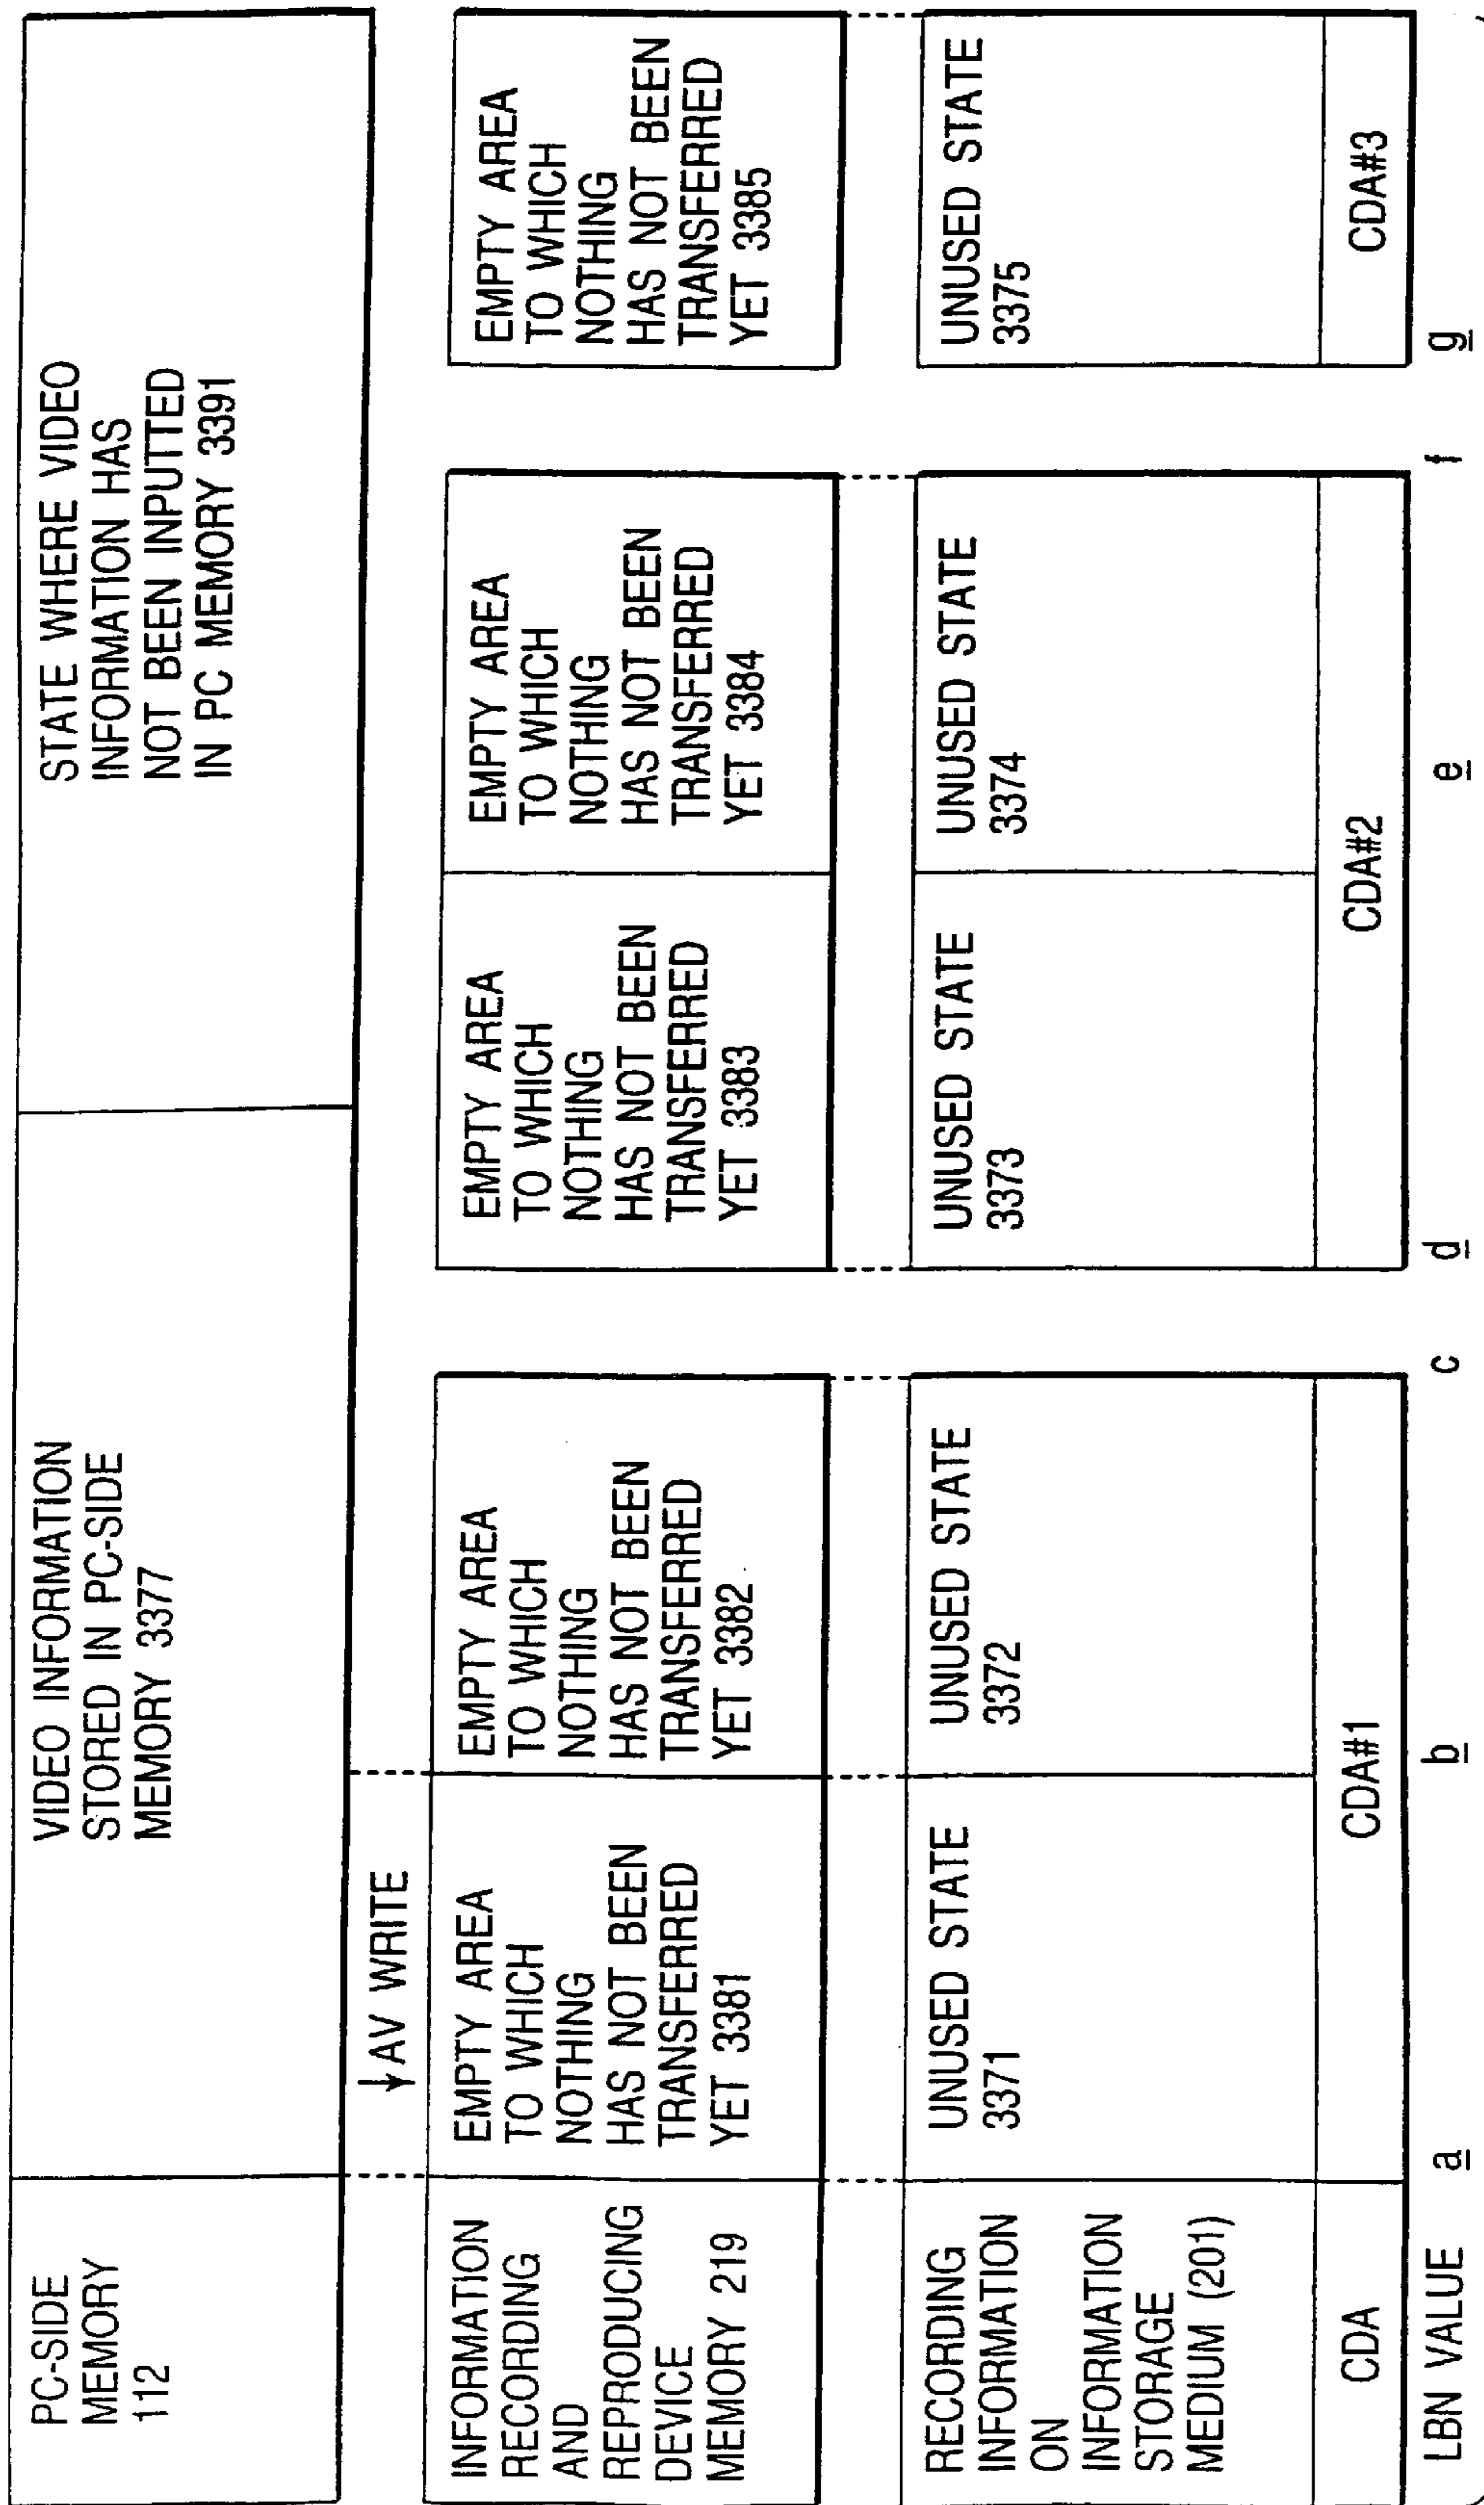 PC-SIDE
MEMORY
112
VIDEO INFORMATION
STORED IN PC-SIDE
MEMORY 3377
STATE WHERE VIDEO
INFORMATION HAS
NOT BEEN INPUTTED
IN PC MEMORY 3391
AV WRITE
INFORMATION
RECORDING
AND
REPRODUCING
DEVICE
MEMORY 219
EMPTY AREA
TO WHICH
NOTHING
HAS NOT BEEN
TRANSFERRED
YET 3381
EMPTY AREA
TO WHICH
NOTHING
HAS NOT BEEN
TRANSFERRED
YET 3382
EMPTY AREA
TO WHICH
NOTHING
HAS NOT BEEN
TRANSFERRED
YET 3383
EMPTY AREA
TO WHICH
NOTHING
HAS NOT BEEN
TRANSFERRED
YET 3384
EMPTY AREA
TO WHICH
NOTHING
HAS NOT BEEN
TRANSFERRED
YET 3385
RECORDING
INFORMATION
ON
INFORMATION
STORAGE
MEDIUM (201)
UNUSED STATE
3371
UNUSED STATE
3372
UNUSED STATE
3373
UNUSED STATE
3374
UNUSED STATE
3375
CDA
CDA#1
CDA#2
CDA#3
LBN VALUE a b c d e f g